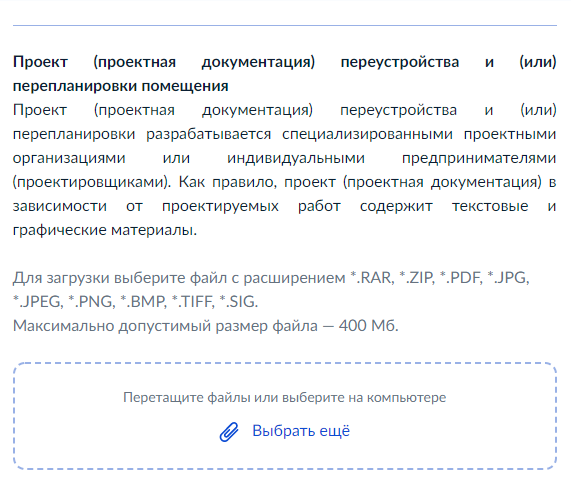 Проект (проектная документация) переустройства и (или)
перепланировки помещения
Проект (проектная документация) переустройства и (или)
перепланировки разрабатывается специализированными проектными
организациями или индивидуальными предпринимателями
(проектировщиками). Как правило, проект (проектная документация) в
зависимости от проектируемых работ содержит текстовые и
графические материалы.
Для загрузки выберите файл с расширением *.RAR, *.ZIP, *.PDF, *.JPG,
*.JPEG, *.PNG, *.BMP, *.TIFF, *.SIG.
Максимально допустимый размер файла — 400 Мб.
Перетащите файлы или выберите на компьютере
Выбрать ещё